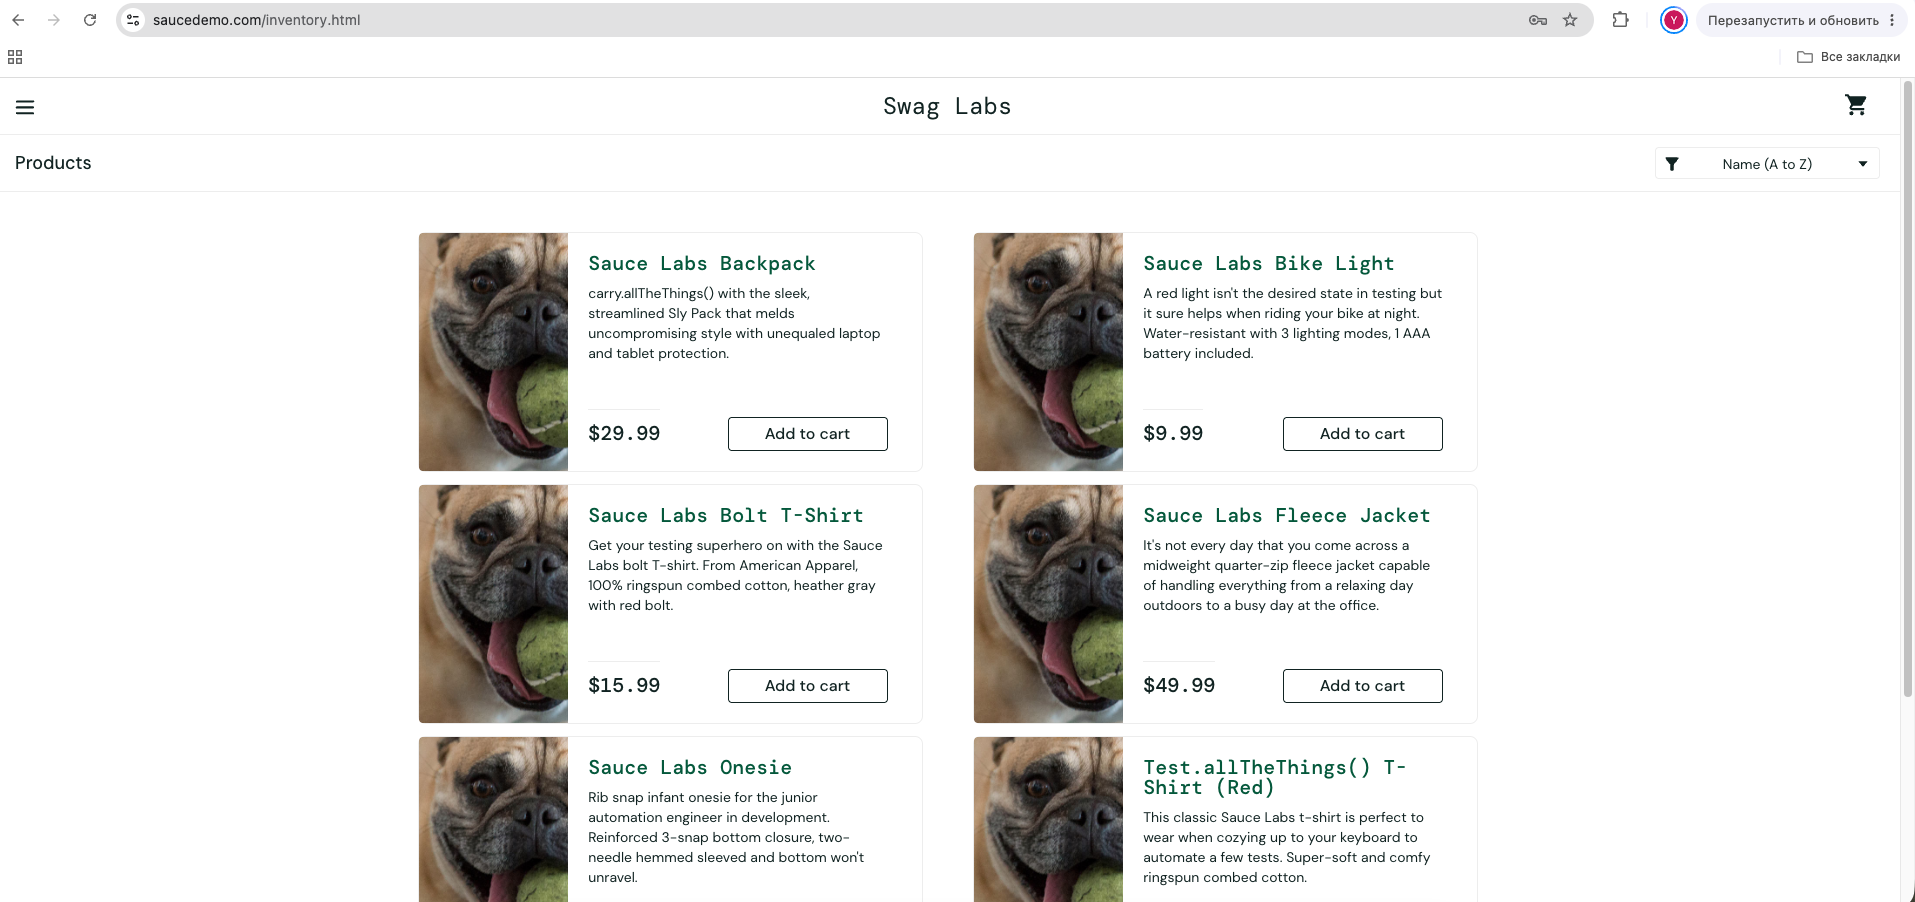 saucedemo.com/inventory.html
Y
Перезапустить и обновить
Все закладки
Swag Labs
Products
Name (A to Z)
Sauce Labs Backpack
carry.allTheThings() with the sleek,
streamlined Sly Pack that melds
uncompromising style with unequaled laptop
and tablet protection.
$29.99
Add to cart
Sauce Labs Bike Light
A red light isn't the desired state in testing but
it sure helps when riding your bike at night.
Water-resistant with 3 lighting modes, 1 AAA
battery included.
$9.99
Add to cart
Sauce Labs Bolt T-Shirt
Get your testing superhero on with the Sauce
Labs bolt T-shirt. From American Apparel,
100% ringspun combed cotton, heather gray
with red bolt.
$15.99
Add to cart
Sauce Labs Fleece Jacket
It's not every day that you come across a
midweight quarter-zip fleece jacket capable
of handling everything from a relaxing day
outdoors to a busy day at the office.
$49.99
Add to cart
Sauce Labs Onesie
Rib snap infant onesie for the junior
automation engineer in development.
Reinforced 3-snap bottom closure, two-
needle hemmed sleeved and bottom won't
unravel.
Test.allTheThings() T-
Shirt (Red)
This classic Sauce Labs t-shirt is perfect to
wear when cozying up to your keyboard to
automate a few tests. Super-soft and comfy
ringspun combed cotton.